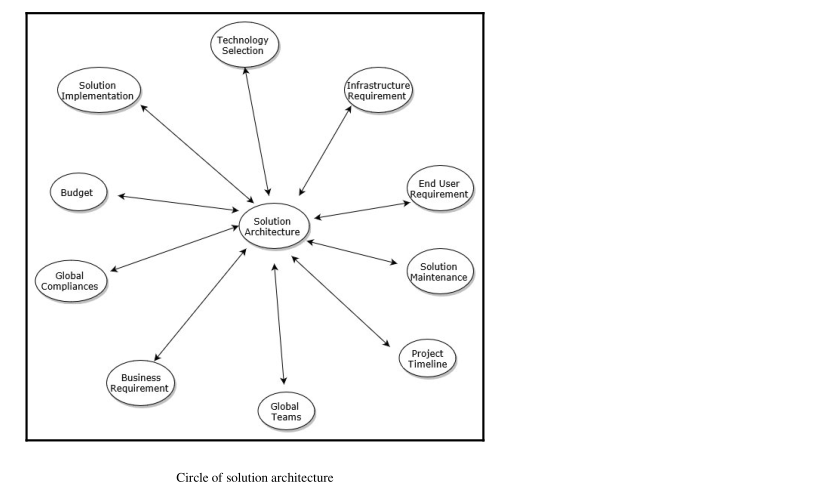 Technology
Selection
Solution
Implementation
Infrastructure
Requirement
Budget
End User
Requirement
Solution
Architecture
Global
Compliances
Solution
Maintenance
Business
Requirement
Project
Timeline
Global
Teams
Circle of solution architecture